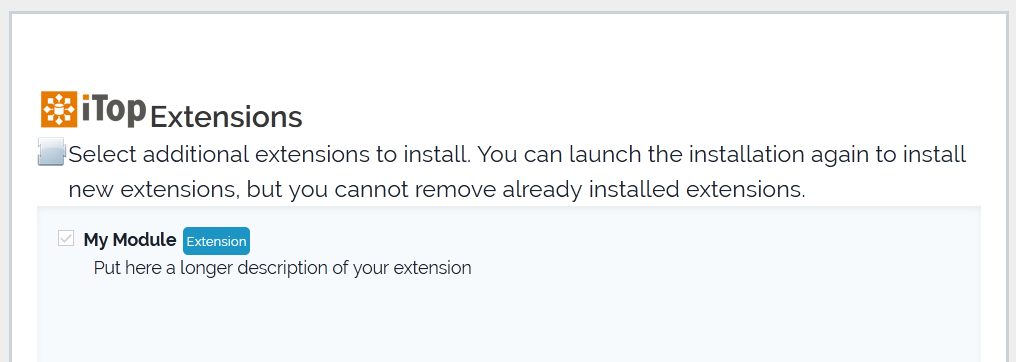 iTop Extensions
Select additional extensions to install. You can launch the installation again to install
new extensions, but you cannot remove already installed extensions.
My Module Extension
Put here a longer description of your extension